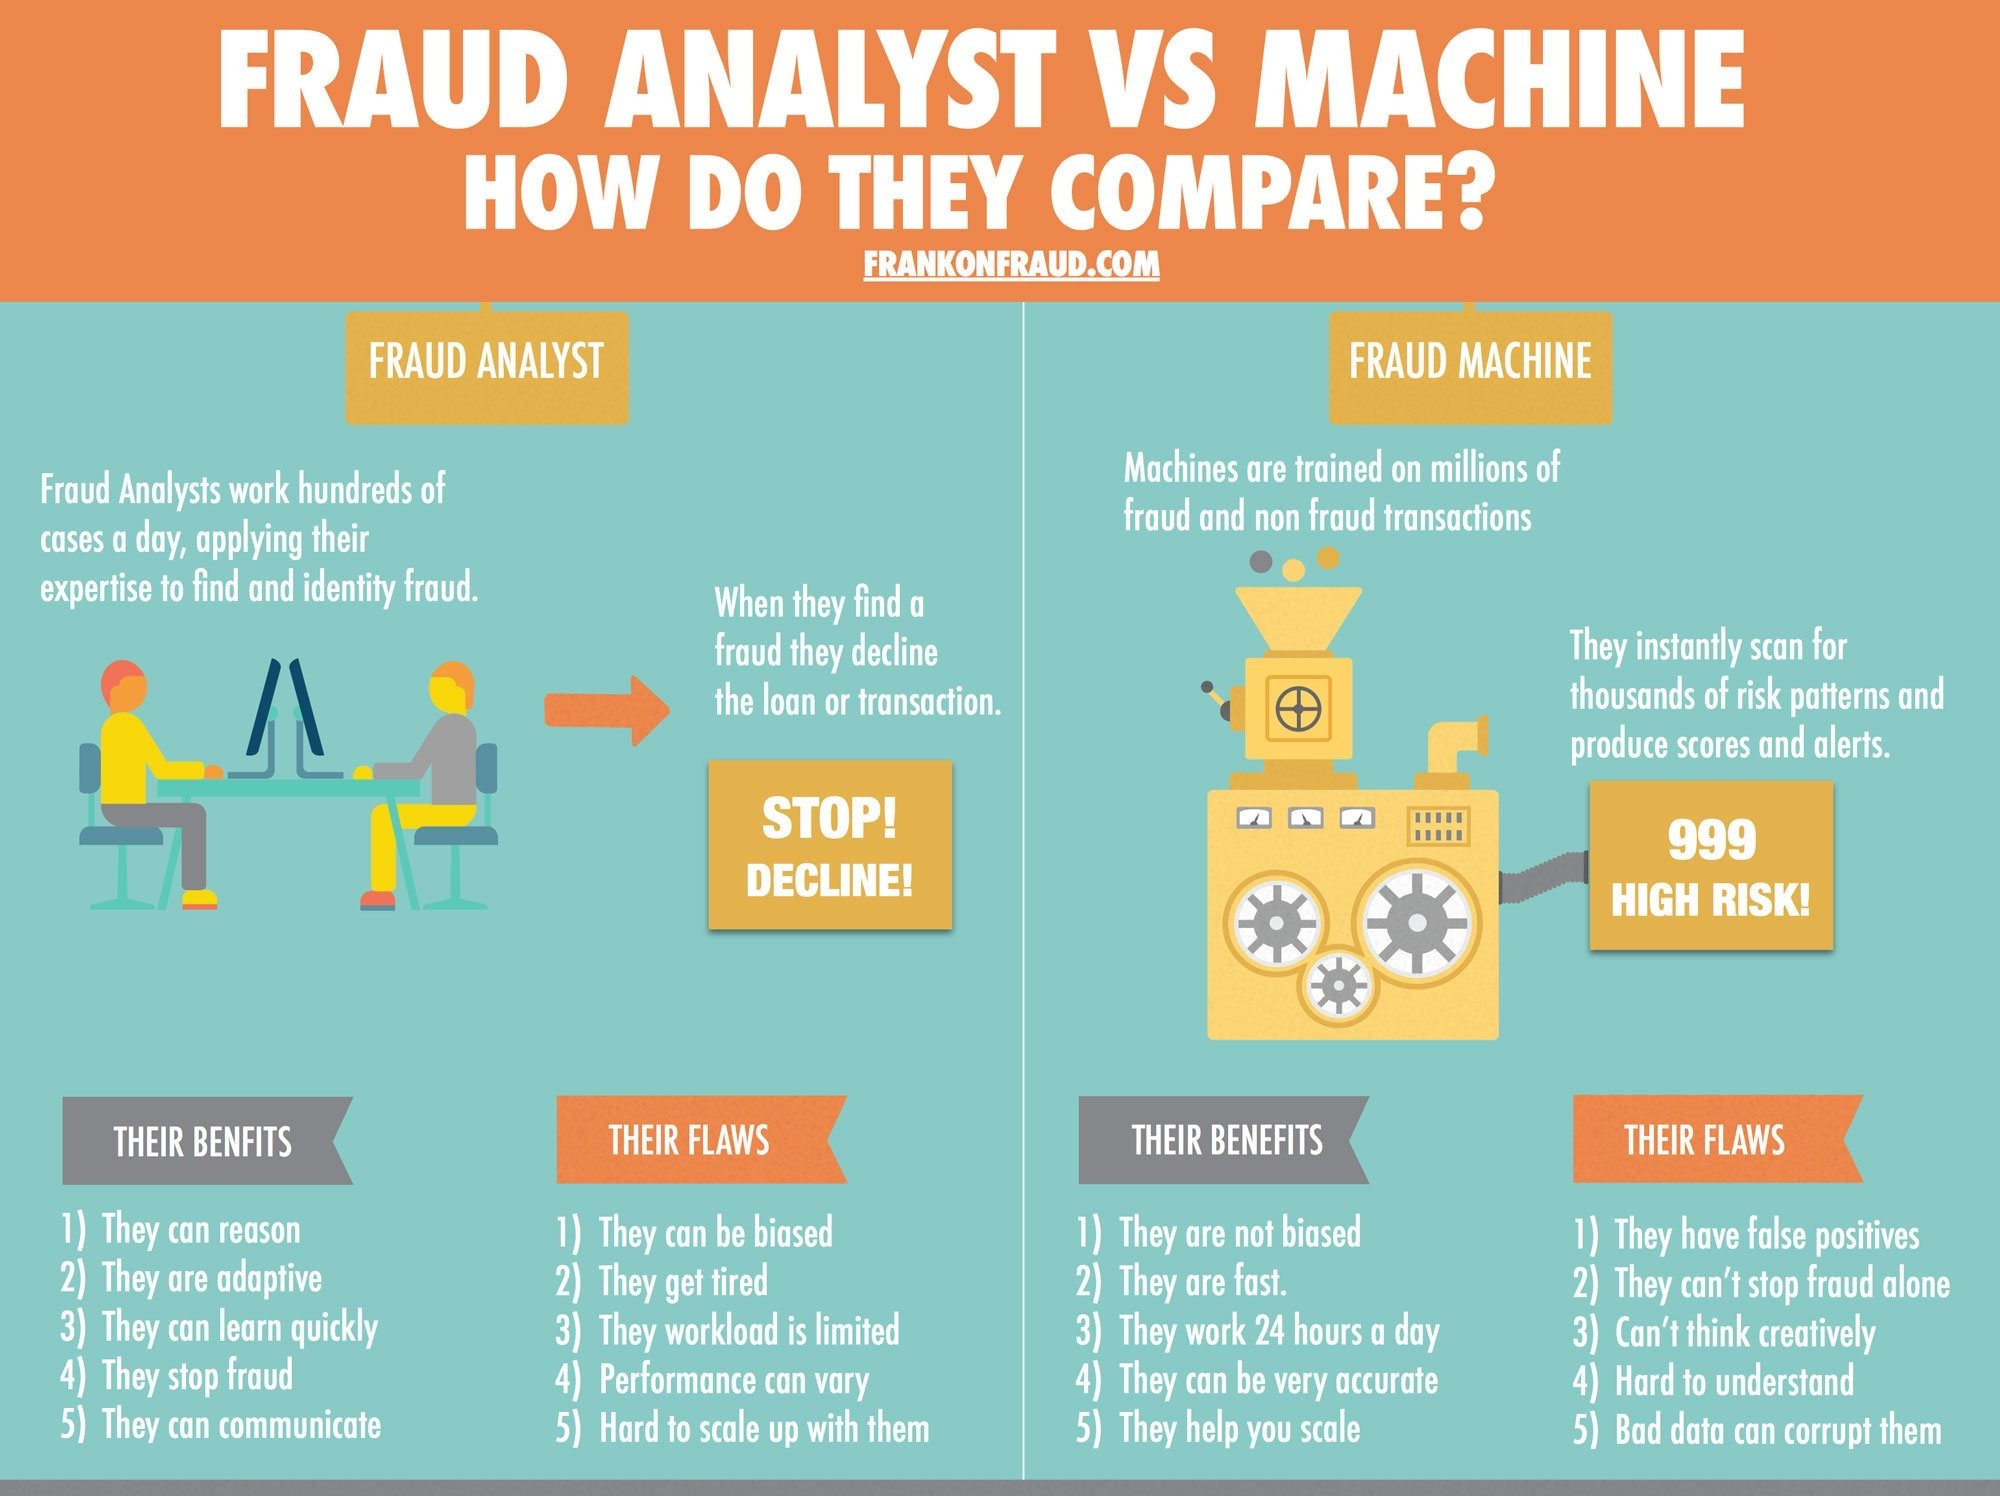 FRAUD ANALYST VS MACHINE
HOW DO THEY COMPARE?
FRANKONFRAUD.COM
FRAUD ANALYST
Fraud Analysts work hundreds of
cases a day, applying their
expertise to find and identity fraud.
When they find a
fraud they decline
the loan or transaction.
STOP!
DECLINE!
THEIR BENFITS
1) They can reason
2) They are adaptive
3) They can learn quickly
4) They stop fraud
5) They can communicate
THEIR FLAWS
1) They can be biased
2) They get tired
3) They workload is limited
4) Performance can vary
5) Hard to scale up with them
FRAUD MACHINE
Machines are trained on millions of
fraud and non fraud transactions
They instantly scan for
thousands of risk patterns and
produce scores and alerts.
999
HIGH RISK!
THEIR BENEFITS
1) They are not biased
2) They are fast.
3) They work 24 hours a day
4) They can be very accurate
5) They help you scale
THEIR FLAWS
1) They have false positives
2) They can't stop fraud alone
3) Can't think creatively
4) Hard to understand
5) Bad data can corrupt them